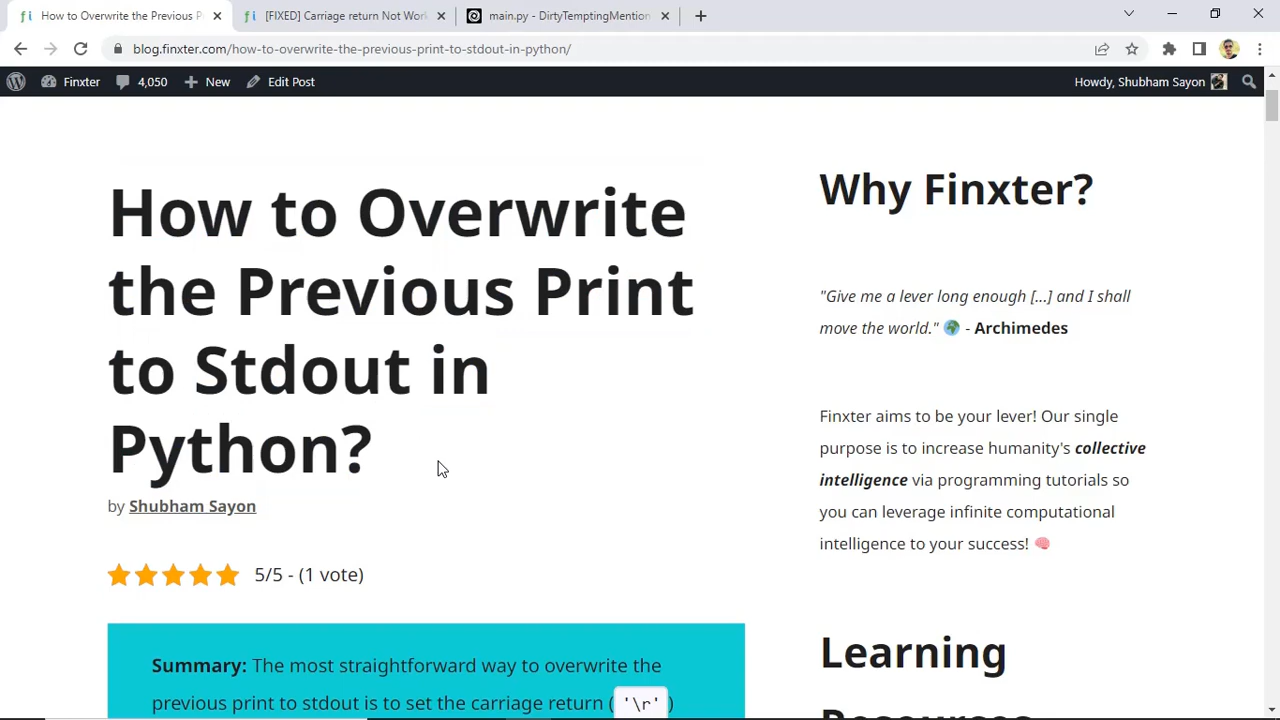 How to Overwrite the Previous P
[FIXED] Carriage return Not Wor
main.py - DirtyTemptingMention
blog.finxter.com/how-to-overwrite-the-previous-print-to-stdout-in-python/
Finxter 4,050 New Edit Post Howdy, Shubham Sayon
How to Overwrite
the Previous Print
to Stdout in
Python?
by Shubham Sayon
5/5 - (1 vote)
Summary: The most straightforward way to overwrite the
previous print to stdout is to set the carriage return ( '\r' )
Why Finxter?
"Give me a lever long enough [...] and I shall
move the world." 🌍 - Archimedes
Finxter aims to be your lever! Our single
purpose is to increase humanity's collective
intelligence via programming tutorials so
you can leverage infinite computational
intelligence to your success! 🧠
Learning
Resources